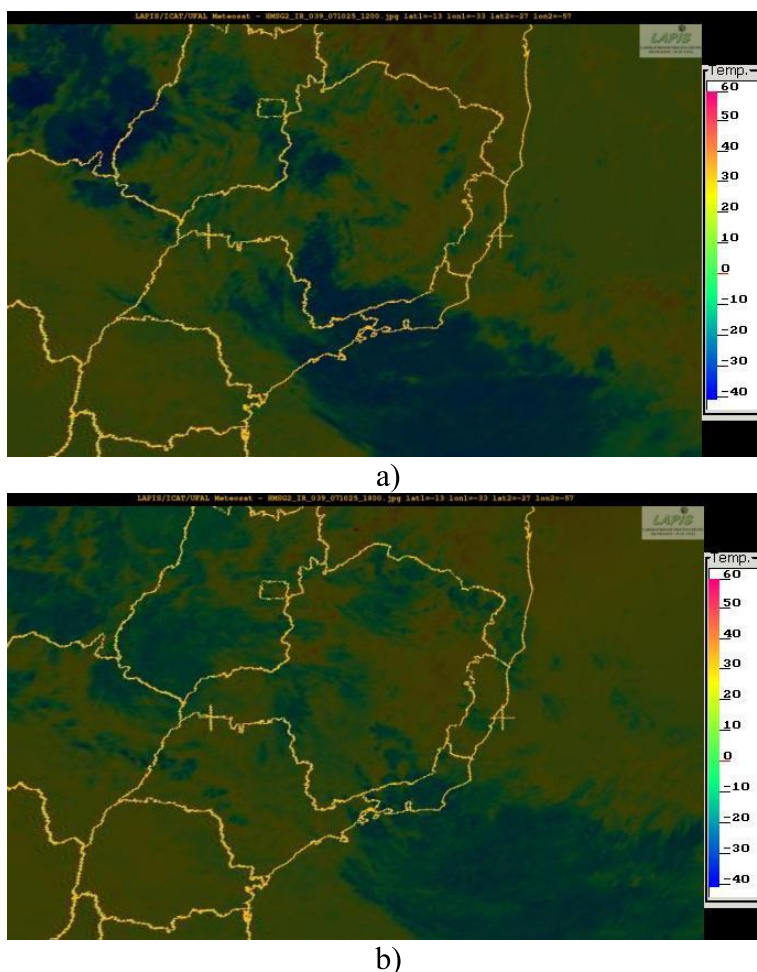 LAPIS/ICAT/UFAL Meteosat - HMSG2_IR_039_071025_1200.jpg lat1=-13 lon1=-33 lat2=-27 lon2=-57
LAPIS
Temp.
60
50
40
30
20
10
0
-10
-20
-30
-40
a)
LAPIS/ICAT/UFAL Meteosat - HMSG2_IR_039_071025_1800.jpg lat1=-13 lon1=-33 lat2=-27 lon2=-57
LAPIS
Temp.
60
50
40
30
20
10
0
-10
-20
-30
-40
b)